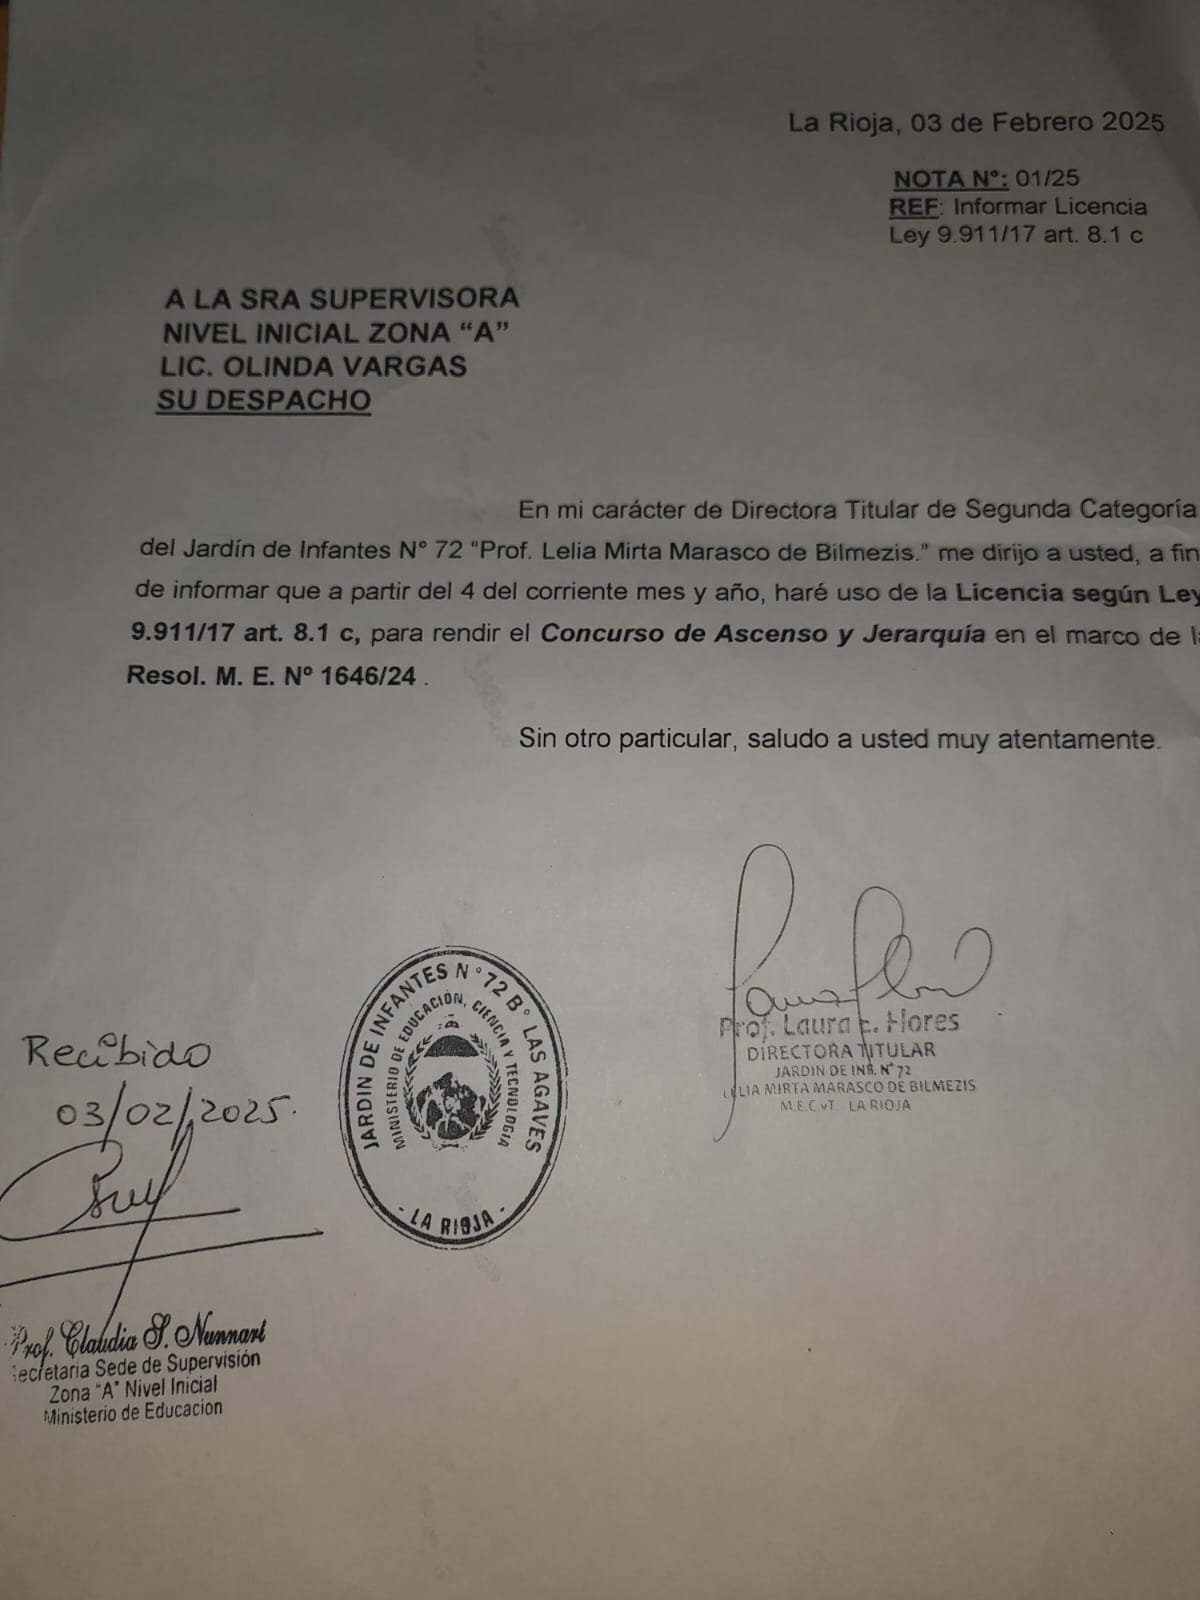 La Rioja, 03 de Febrero 2025
NOTA Nº: 01/25
REF: Informar Licencia
Ley 9.911/17 art. 8.1 c
A LA SRA SUPERVISORA
NIVEL INICIAL ZONA “A”
LIC. OLINDA VARGAS
SU DESPACHO
En mi carácter de Directora Titular de Segunda Categoría
del Jardín de Infantes N° 72 “Prof. Lelia Mirta Marasco de Bilmezis.” me dirijo a usted, a fin
de informar que a partir del 4 del corriente mes y año, haré uso de la Licencia según Ley
9.911/17 art. 8.1 c, para rendir el Concurso de Ascenso y Jerarquía en el marco de
Resol. M. E. Nº 1646/24 .
Sin otro particular, saludo a usted muy atentamente.
Prof. Laura E. Flores
DIRECTORA TITULAR
JARDIN DE INF. N° 72
LELIA MIRTA MARASCO DE BILMEZIS
M.E.C.yT. LA RIOJA
JARDIN DE INFANTES N° 72 B° LAS AGAVES
MINISTERIO DE EDUCACIÓN, CIENCIA Y TECNOLOGIA
- LA RIOJA -
Recibido
03/02/2025.
Prof. Claudia S. Nunnari
Secretaria Sede de Supervisión
Zona "A" Nivel Inicial
Ministerio de Educacion